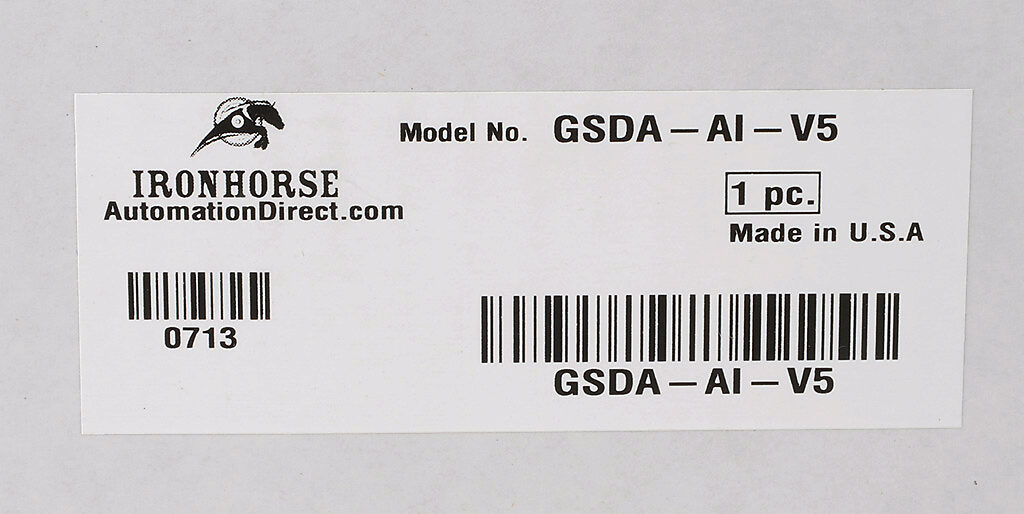 IRONHORSE
AutomationDirect.com
Model No. GSDA – AI – V5
1 pc.
Made in U.S.A
0713
GSDA – AI – V5